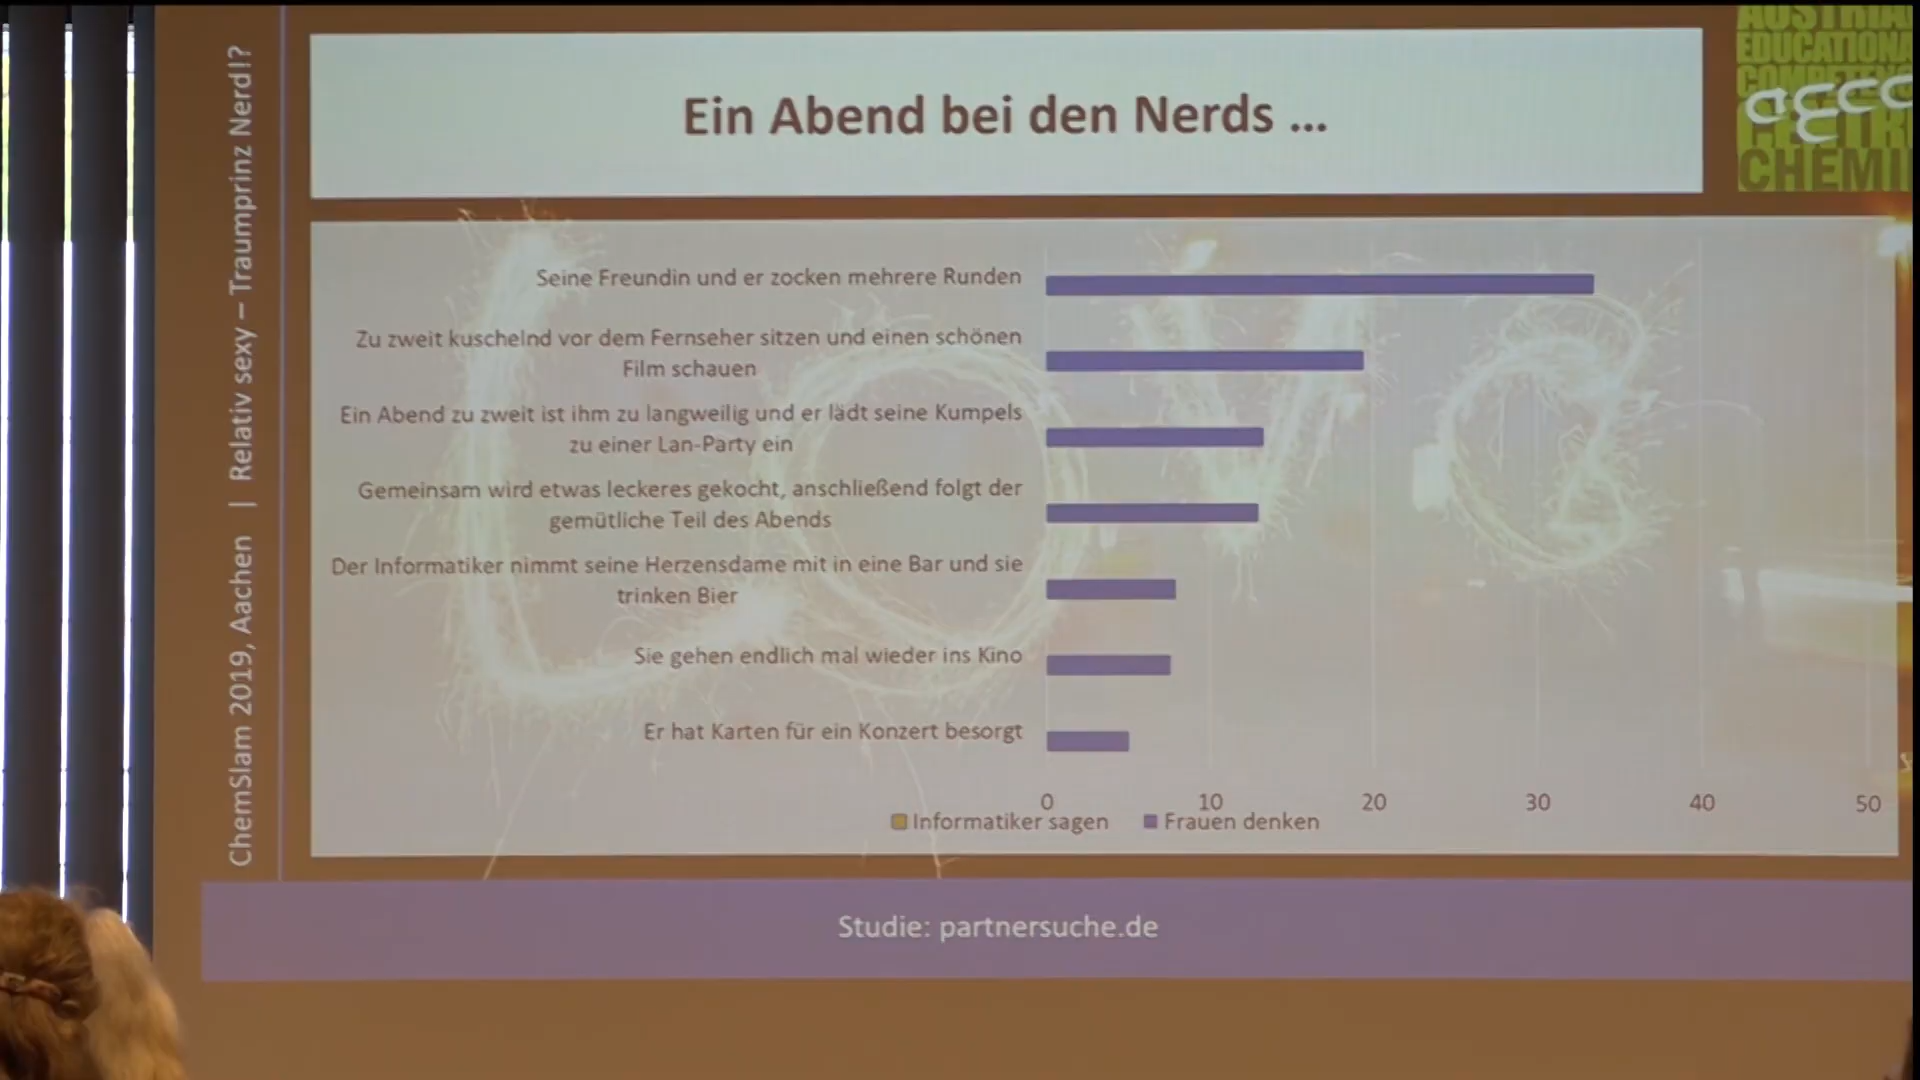 Ein Abend bei den Nerds ...
ChemSlam 2019, Aachen | Relativ sexy – Traumprinz Nerd!?
AUSTRIA
EDUCATIONA
CHEMI
aecc
Seine Freundin und er zocken mehrere Runden
Zu zweit kuschelnd vor dem Fernseher sitzen und einen schönen
Film schauen
Ein Abend zu zweit ist ihm zu langweilig und er lädt seine Kumpels
zu einer Lan-Party ein
Gemeinsam wird etwas leckeres gekocht, anschließend folgt der
gemütliche Teil des Abends
Der Informatiker nimmt seine Herzensdame mit in eine Bar und sie
trinken Bier
Sie gehen endlich mal wieder ins Kino
Er hat Karten für ein Konzert besorgt
0 10 20 30 40 50
Informatiker sagen Frauen denken
Studie: partnersuche.de